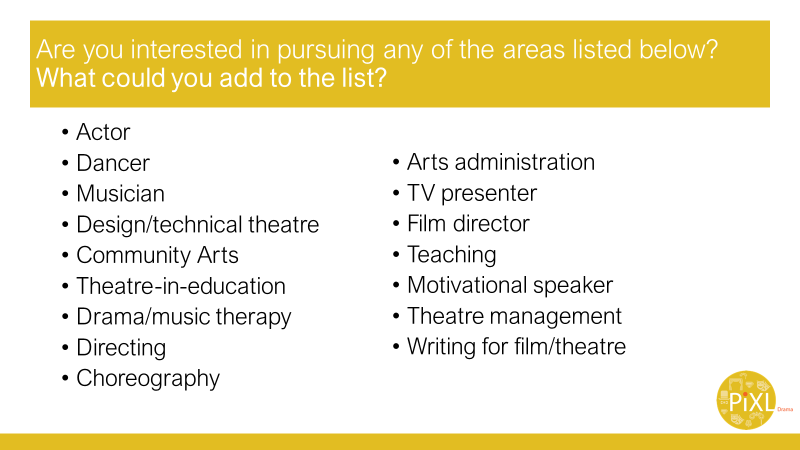 Are you interested in pursuing any of the areas listed below?
What could you add to the list?
• Actor
• Dancer
• Musician
• Design/technical theatre
• Community Arts
• Theatre-in-education
• Drama/music therapy
• Directing
• Choreography
• Arts administration
• TV presenter
• Film director
• Teaching
• Motivational speaker
• Theatre management
• Writing for film/theatre
PiXL
Drama